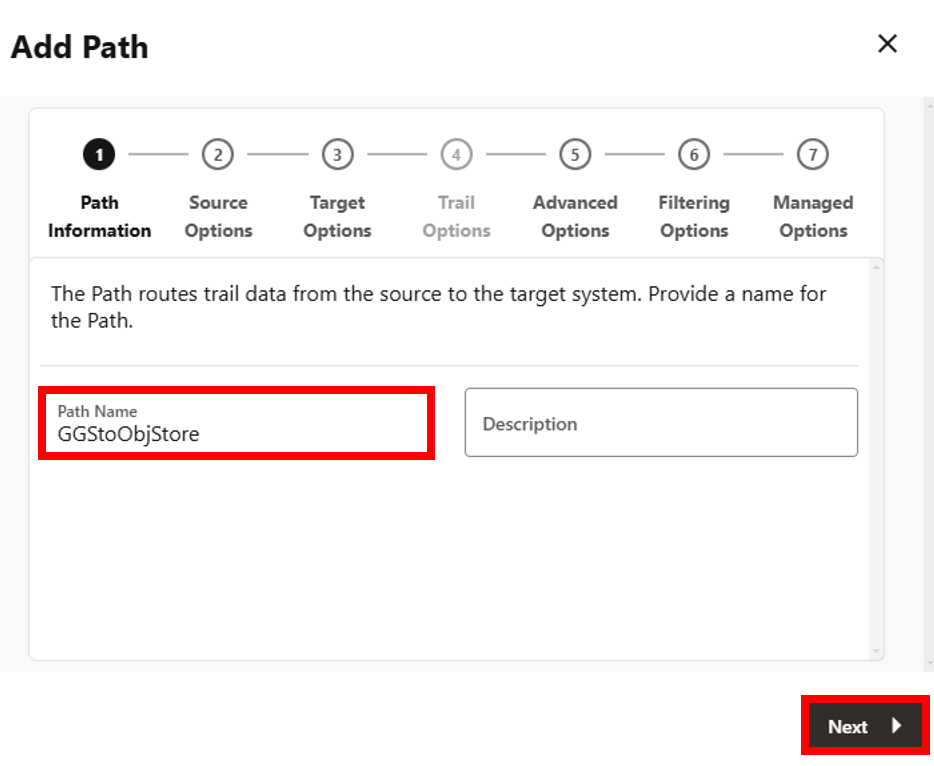 Add Path
1 2 3 4 5 6 7
Path Source Target Trail Advanced Filtering Managed
Information Options Options Options Options Options Options
The Path routes trail data from the source to the target system. Provide a name for
the Path.
Path Name
GGStoObjStore
Description
Next